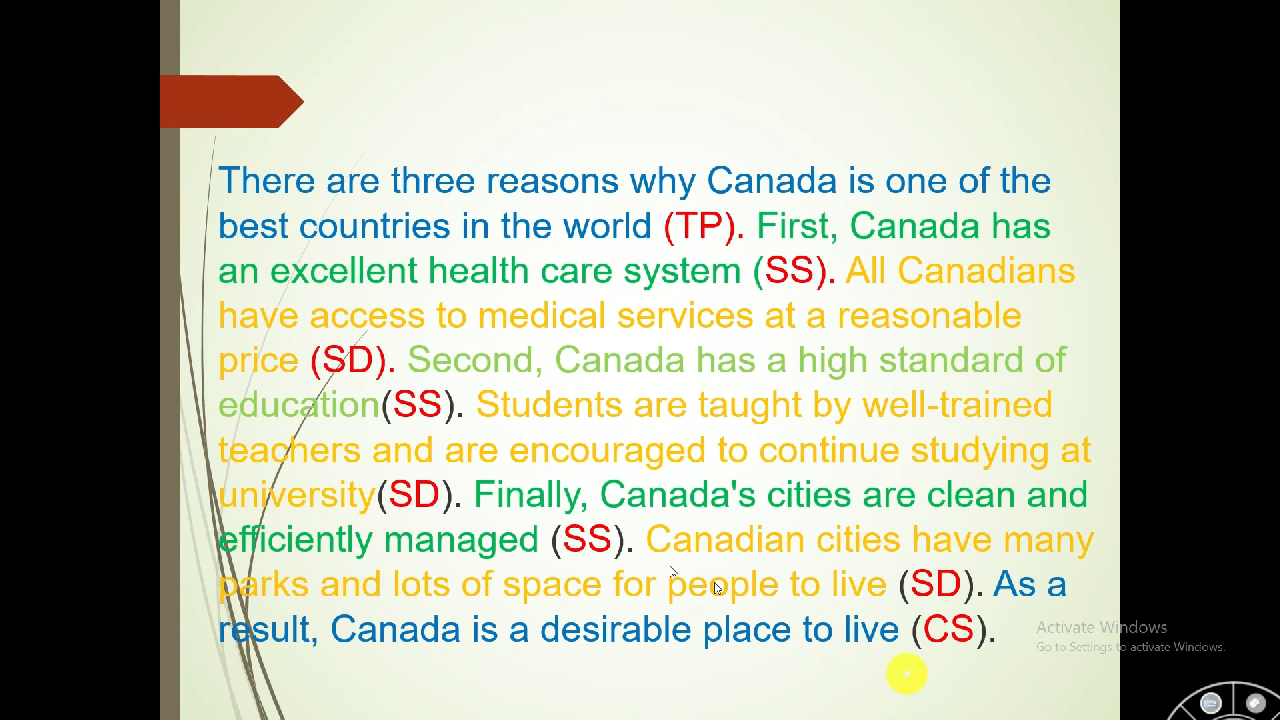 There are three reasons why Canada is one of the
best countries in the world (TP). First, Canada has
an excellent health care system (SS). All Canadians
have access to medical services at a reasonable
price (SD). Second, Canada has a high standard of
education(SS). Students are taught by well-trained
teachers and are encouraged to continue studying at
university(SD). Finally, Canada's cities are clean and
efficiently managed (SS). Canadian cities have many
parks and lots of space for people to live (SD). As a
result, Canada is a desirable place to live (CS).
Activate Windows
Go to Settings to activate Windows.